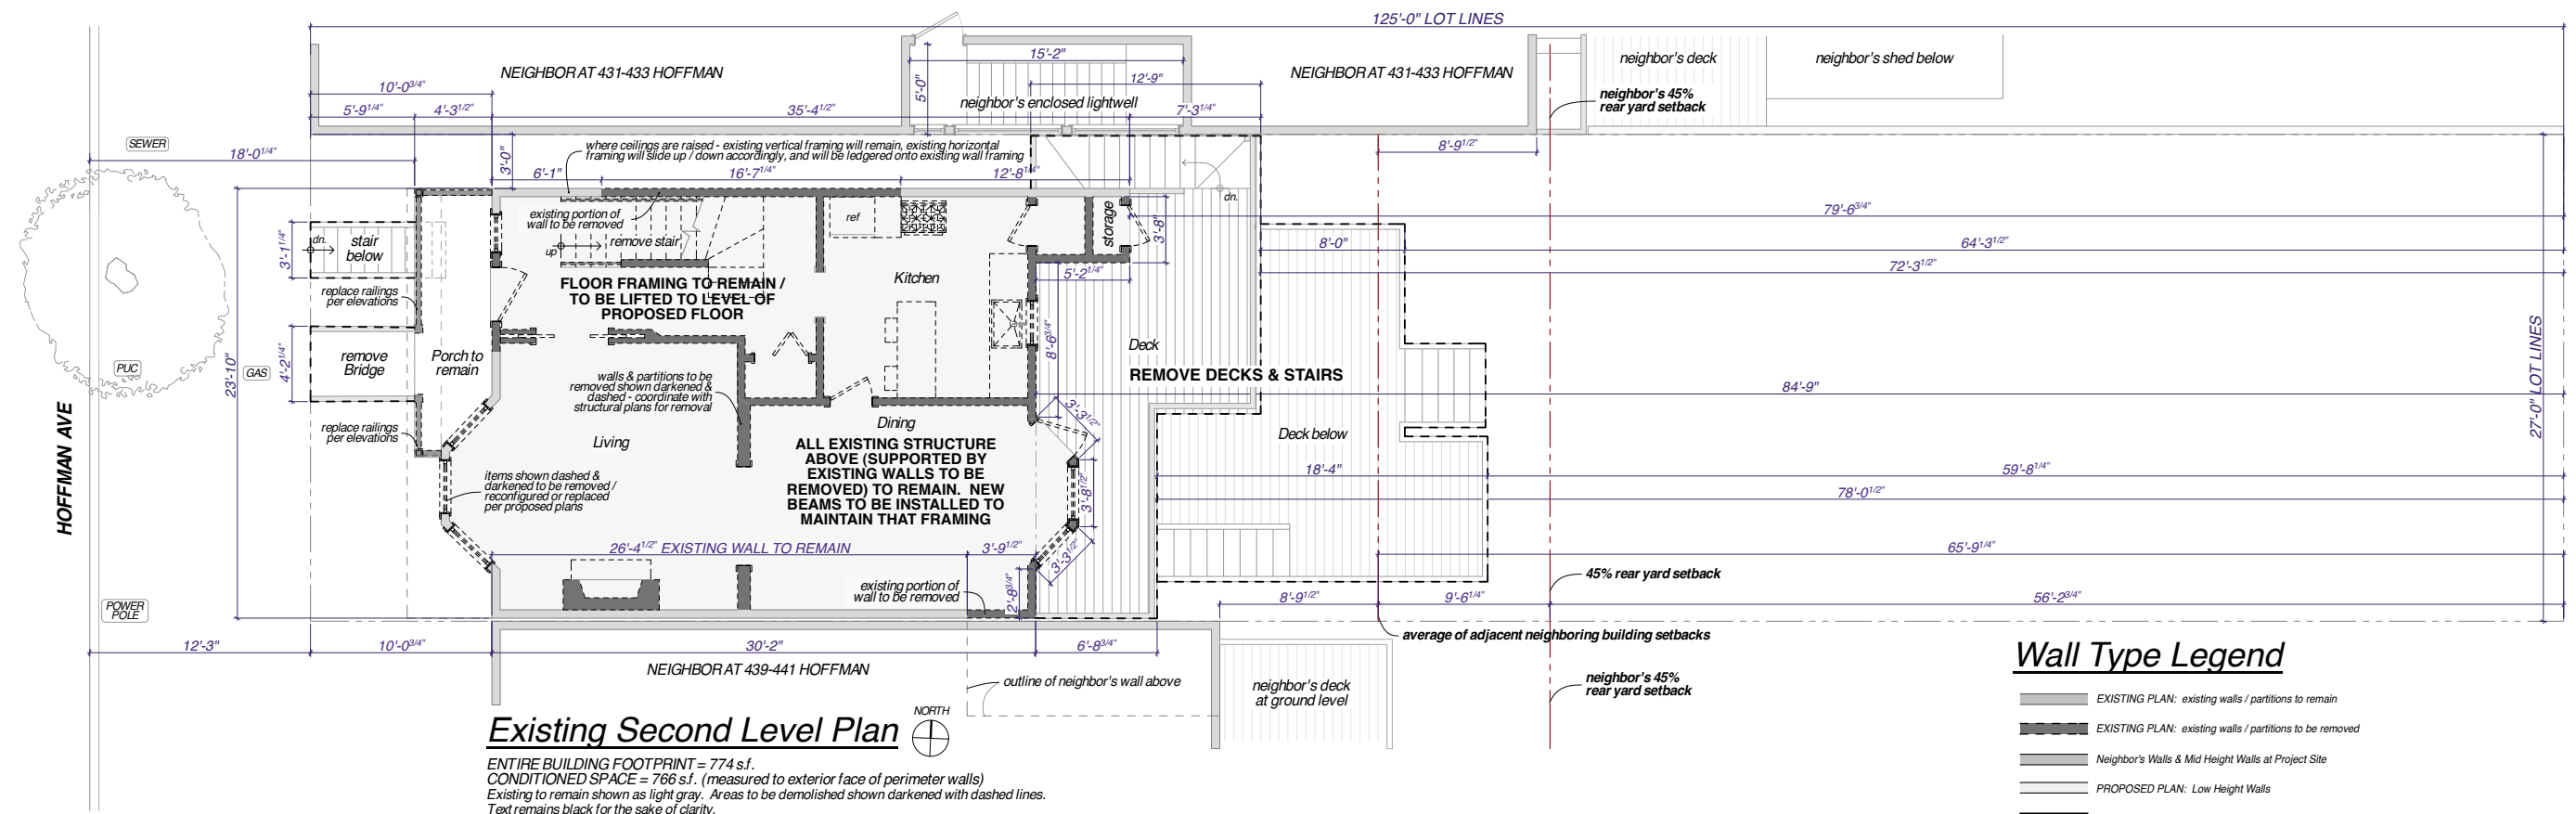 125'-0" LOT LINES
NEIGHBOR AT 431-433 HOFFMAN
15'-2"
12'-9"
NEIGHBOR AT 431-433 HOFFMAN
neighbor's deck
neighbor's shed below
10'-0 3/4"
5'-9 1/4"
4'-3 1/2"
35'-4 1/2"
5'-0"
neighbor's enclosed lightwell
7'-3 1/4"
neighbor's 45%
rear yard setback
SEWER
18'-0 1/4"
3'-0"
where ceilings are raised - existing vertical framing will remain, existing horizontal
framing will slide up / down accordingly, and will be ledgered onto existing wall framing
8'-9 1/2"
6'-1"
16'-7 1/4"
12'-8 1/4"
existing portion of
wall to be removed
remove stair
up
ref
storage
3'-8"
dn.
79'-6 3/4"
dn.
stair
below
3'-1 1/4"
8'-0"
64'-3 1/2"
72'-3 1/2"
Kitchen
5'-2 1/4"
FLOOR FRAMING TO REMAIN /
TO BE LIFTED TO LEVEL OF
PROPOSED FLOOR
replace railings
per elevations
remove
Bridge
Porch to
remain
4'-2 1/4"
23'-10"
GAS
PUC
HOFFMAN AVE
8'-6 3/4"
Deck
REMOVE DECKS & STAIRS
84'-9"
27'-0" LOT LINES
walls & partitions to be
removed shown darkened &
dashed - coordinate with
structural plans for removal
3'-3 1/2"
replace railings
per elevations
Living
Dining
ALL EXISTING STRUCTURE
ABOVE (SUPPORTED BY
EXISTING WALLS TO BE
REMOVED) TO REMAIN. NEW
BEAMS TO BE INSTALLED TO
MAINTAIN THAT FRAMING
Deck below
18'-4"
59'-8 1/4"
items shown dashed &
darkened to be removed /
reconfigured or replaced
per proposed plans
3'-8 1/2"
78'-0 1/2"
26'-4 1/2" EXISTING WALL TO REMAIN
3'-9 1/2"
3'-3 1/2"
65'-9 1/4"
existing portion of
wall to be removed
2'-8 3/4"
45% rear yard setback
POWER
POLE
8'-9 1/2"
9'-6 1/4"
56'-2 3/4"
average of adjacent neighboring building setbacks
12'-3"
10'-0 3/4"
30'-2"
6'-8 3/4"
NEIGHBOR AT 439-441 HOFFMAN
outline of neighbor's wall above
neighbor's deck
at ground level
neighbor's 45%
rear yard setback
Existing Second Level Plan
NORTH
ENTIRE BUILDING FOOTPRINT = 774 s.f.
CONDITIONED SPACE = 766 s.f. (measured to exterior face of perimeter walls)
Existing to remain shown as light gray. Areas to be demolished shown darkened with dashed lines.
Text remains black for the sake of clarity.
Wall Type Legend
EXISTING PLAN: existing walls / partitions to remain
EXISTING PLAN: existing walls / partitions to be removed
Neighbor's Walls & Mid Height Walls at Project Site
PROPOSED PLAN: Low Height Walls